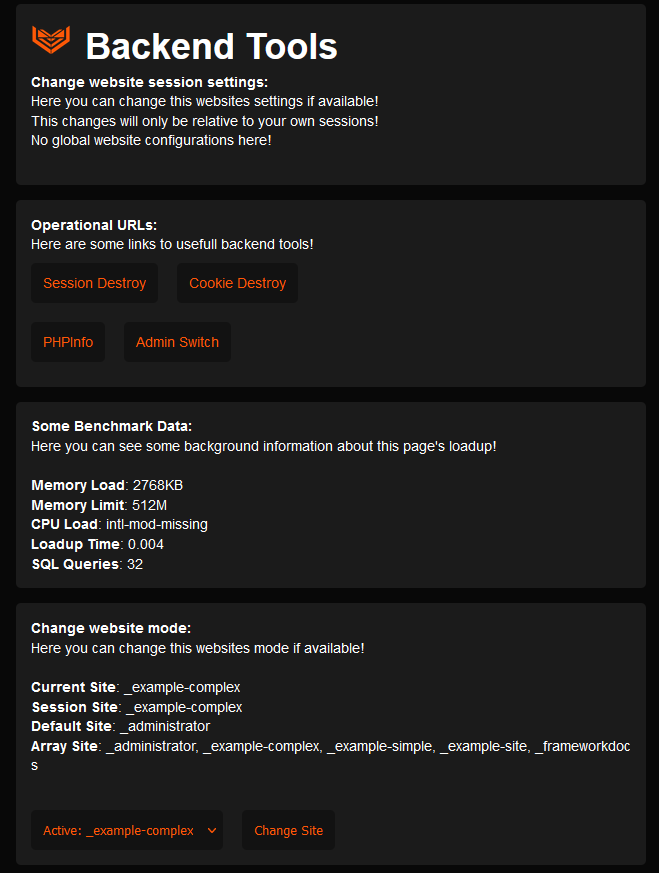 Backend Tools
Change website session settings:
Here you can change this websites settings if available!
This changes will only be relative to your own sessions!
No global website configurations here!
Operational URLs:
Here are some links to usefull backend tools!
Session Destroy Cookie Destroy
PHPInfo Admin Switch
Some Benchmark Data:
Here you can see some background information about this page's loadup!
Memory Load: 2768KB
Memory Limit: 512M
CPU Load: intl-mod-missing
Loadup Time: 0.004
SQL Queries: 32
Change website mode:
Here you can change this websites mode if available!
Current Site: _example-complex
Session Site: _example-complex
Default Site: _administrator
Array Site: _administrator, _example-complex, _example-simple, _example-site, _frameworkdoc
s
Active: _example-complex Change Site